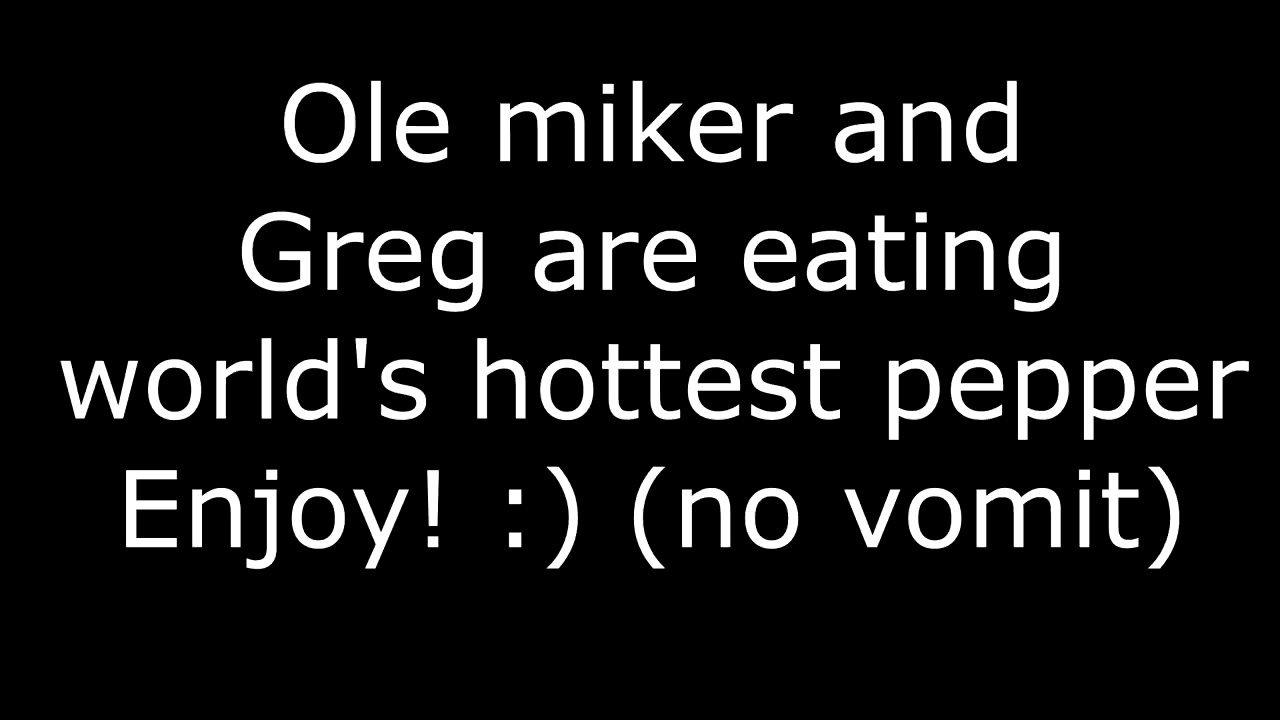 Ole miker and
Greg are eating
world's hottest pepper
Enjoy! :) (no vomit)